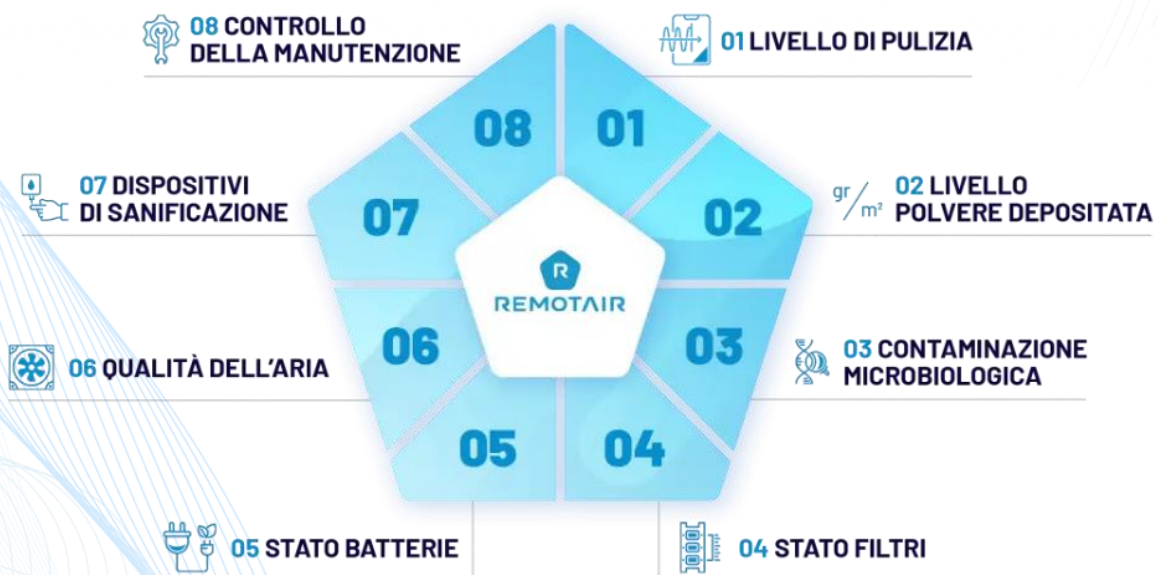 08 CONTROLLO
DELLA MANUTENZIONE
01 LIVELLO DI PULIZIA
08
01
07 DISPOSITIVI
DI SANIFICAZIONE
07
02
gr/m²
02 LIVELLO
POLVERE DEPOSITATA
R
REMOTAIR
06 QUALITÀ DELL'ARIA
06
03
03 CONTAMINAZIONE
MICROBIOLOGICA
05
04
05 STATO BATTERIE
04 STATO FILTRI